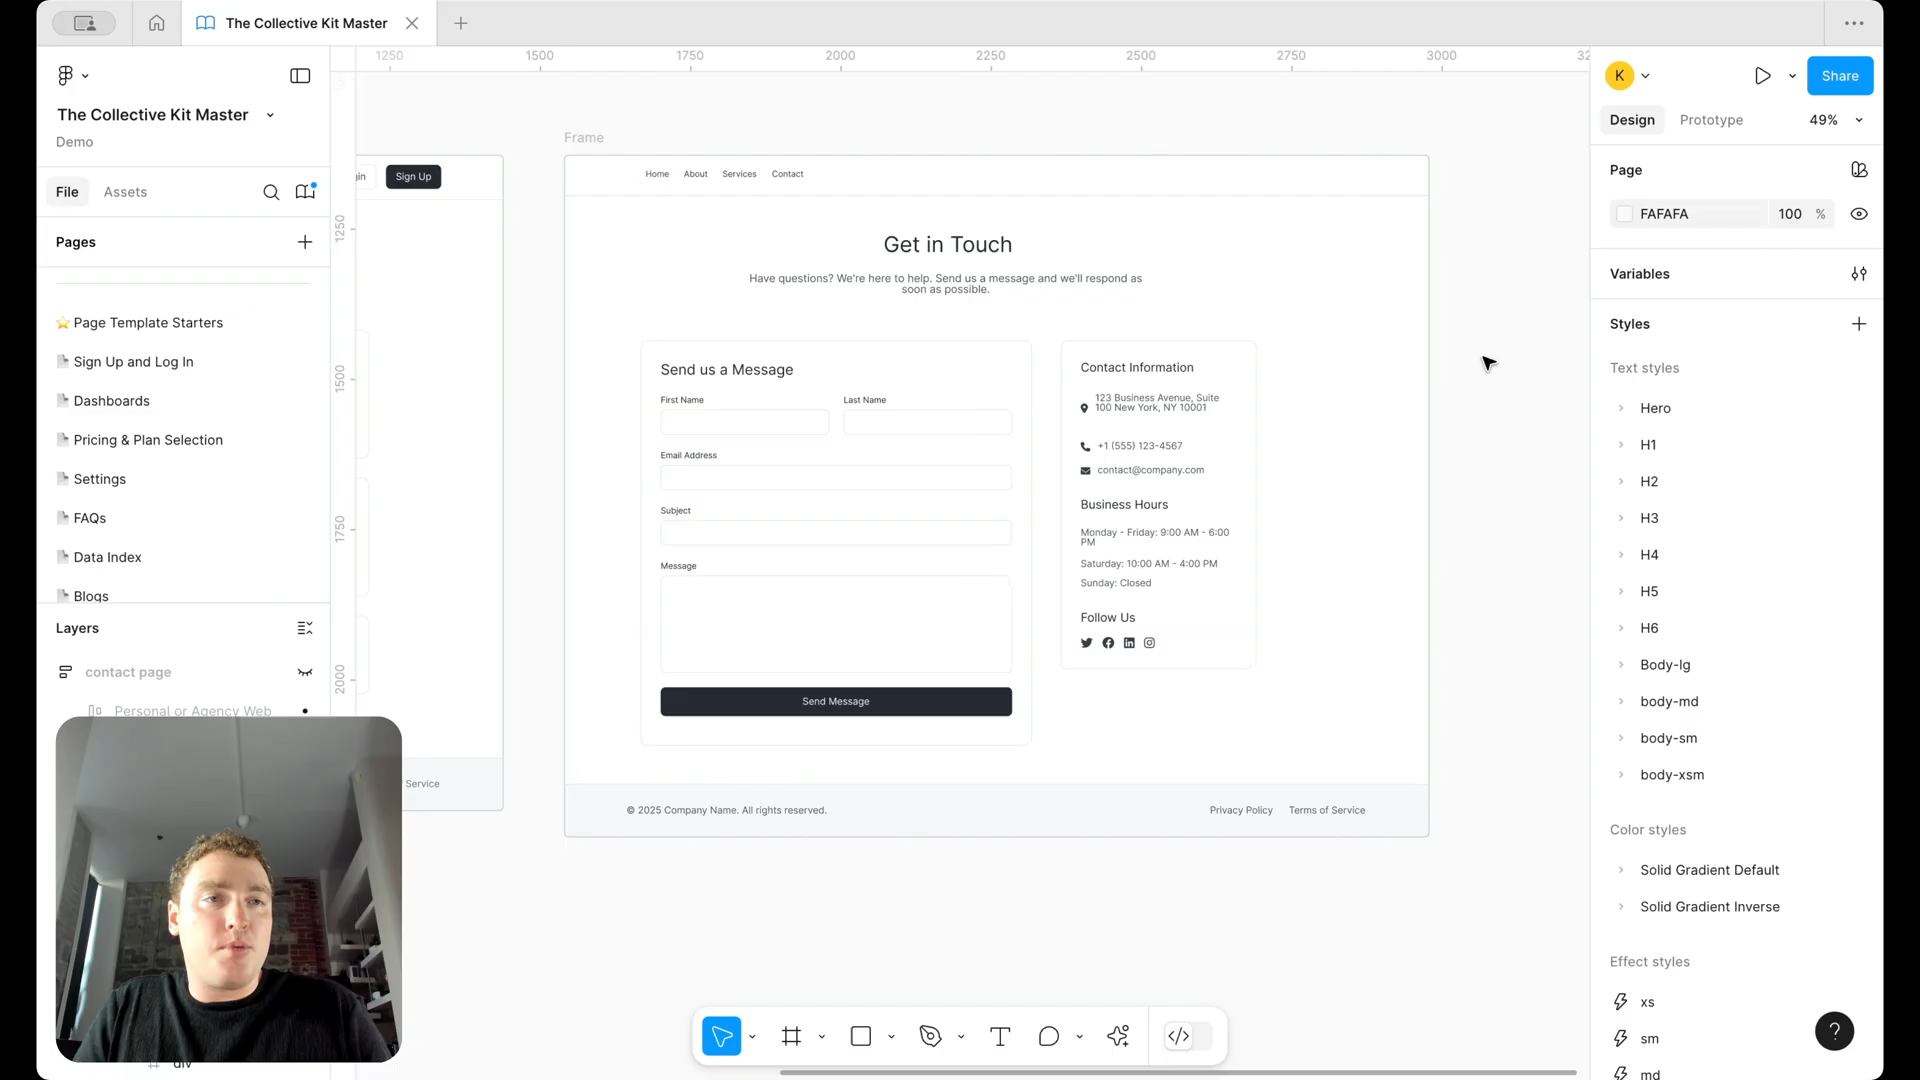 The Collective Kit Master
The Collective Kit Master
Demo
File
Assets
Pages
⭐ Page Template Starters
Sign Up and Log In
Dashboards
Pricing & Plan Selection
Settings
FAQs
Data Index
Blogs
Layers
contact page
Personal or Agency Web
div
1250
1500
1750
2000
2250
2500
2750
3000
1250
1500
1750
2000
Sign Up
Service
Frame
Home
About
Services
Contact
Get in Touch
Have questions? We're here to help. Send us a message and we'll respond as
soon as possible.
Send us a Message
First Name
Last Name
Email Address
Subject
Message
Send Message
Contact Information
123 Business Avenue, Suite
100 New York, NY 10001
+1 (555) 123-4567
contact@company.com
Business Hours
Monday - Friday: 9:00 AM - 6:00
PM
Saturday: 10:00 AM - 4:00 PM
Sunday: Closed
Follow Us
© 2025 Company Name. All rights reserved.
Privacy Policy
Terms of Service
K
Share
Design
Prototype
49%
Page
FAFAFA
100
%
Variables
Styles
Text styles
Hero
H1
H2
H3
H4
H5
H6
Body-lg
body-md
body-sm
body-xsm
Color styles
Solid Gradient Default
Solid Gradient Inverse
Effect styles
xs
sm
md
?